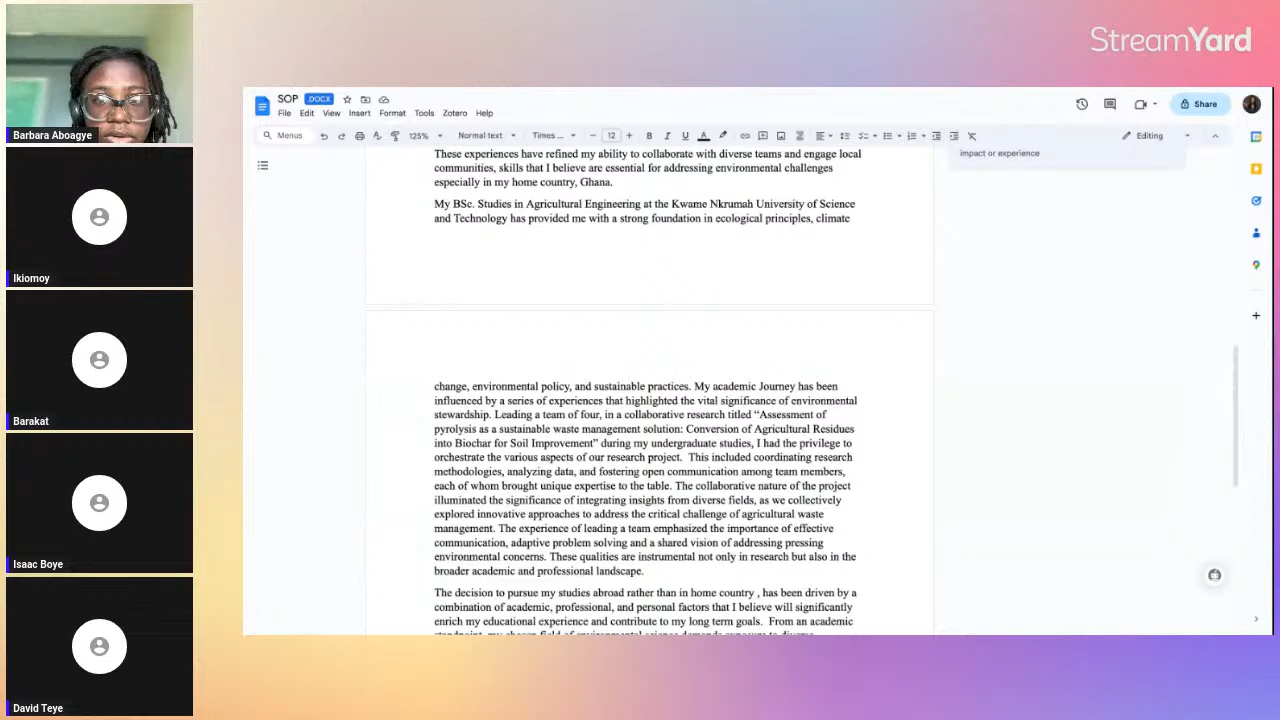 StreamYard
Barbara Aboagye
Ikiomoy
Barakat
Isaac Boye
David Teye
SOP .DOCX
File Edit View Insert Format Tools Zotero Help
Share
Menus 125% Normal text Times ... 12 Editing
impact or experience
These experiences have refined my ability to collaborate with diverse teams and engage local
communities, skills that I believe are essential for addressing environmental challenges
especially in my home country, Ghana.
My BSc. Studies in Agricultural Engineering at the Kwame Nkrumah University of Science
and Technology has provided me with a strong foundation in ecological principles, climate
change, environmental policy, and sustainable practices. My academic Journey has been
influenced by a series of experiences that highlighted the vital significance of environmental
stewardship. Leading a team of four, in a collaborative research titled “Assessment of
pyrolysis as a sustainable waste management solution: Conversion of Agricultural Residues
into Biochar for Soil Improvement” during my undergraduate studies, I had the privilege to
orchestrate the various aspects of our research project. This included coordinating research
methodologies, analyzing data, and fostering open communication among team members,
each of whom brought unique expertise to the table. The collaborative nature of the project
illuminated the significance of integrating insights from diverse fields, as we collectively
explored innovative approaches to address the critical challenge of agricultural waste
management. The experience of leading a team emphasized the importance of effective
communication, adaptive problem solving and a shared vision of addressing pressing
environmental concerns. These qualities are instrumental not only in research but also in the
broader academic and professional landscape.
The decision to pursue my studies abroad rather than in home country , has been driven by a
combination of academic, professional, and personal factors that I believe will significantly
enrich my educational experience and contribute to my long term goals. From an academic
standpoint, my chosen field of environmental science demands exposure to diverse